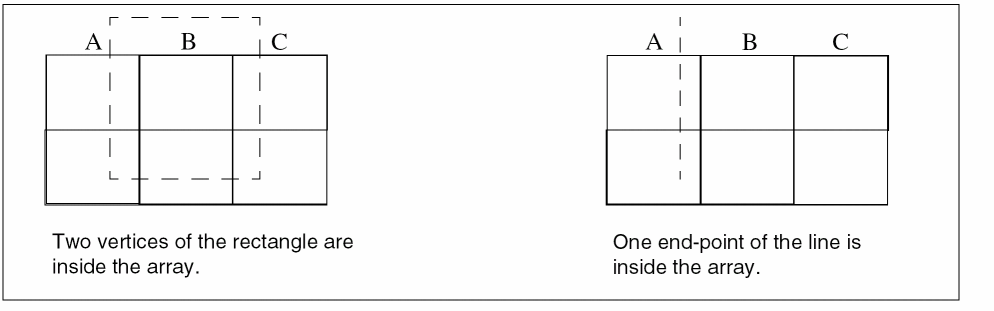 A B C
Two vertices of the rectangle are
inside the array.
A B C
One end-point of the line is
inside the array.